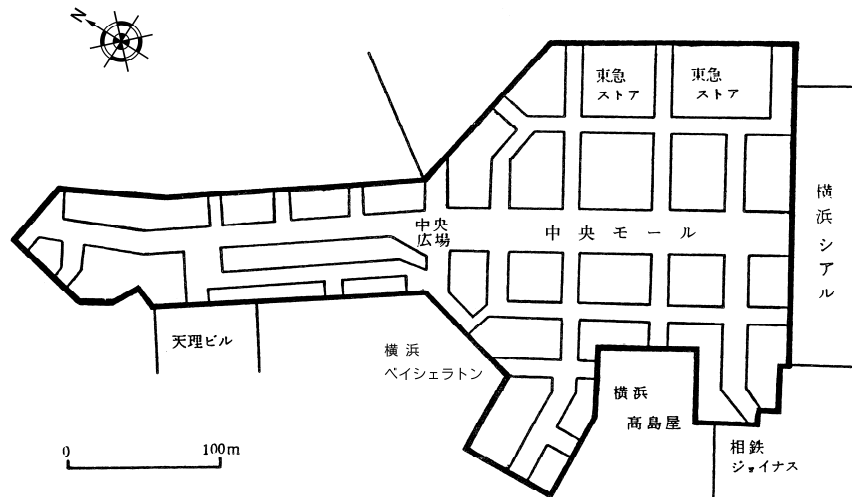 N
東急
ストア
東急
ストア
横浜シアル
中央
広場
中央モール
天理ビル
横浜
ベイシェラトン
横浜
髙島屋
相鉄
ジョイナス
0
100m